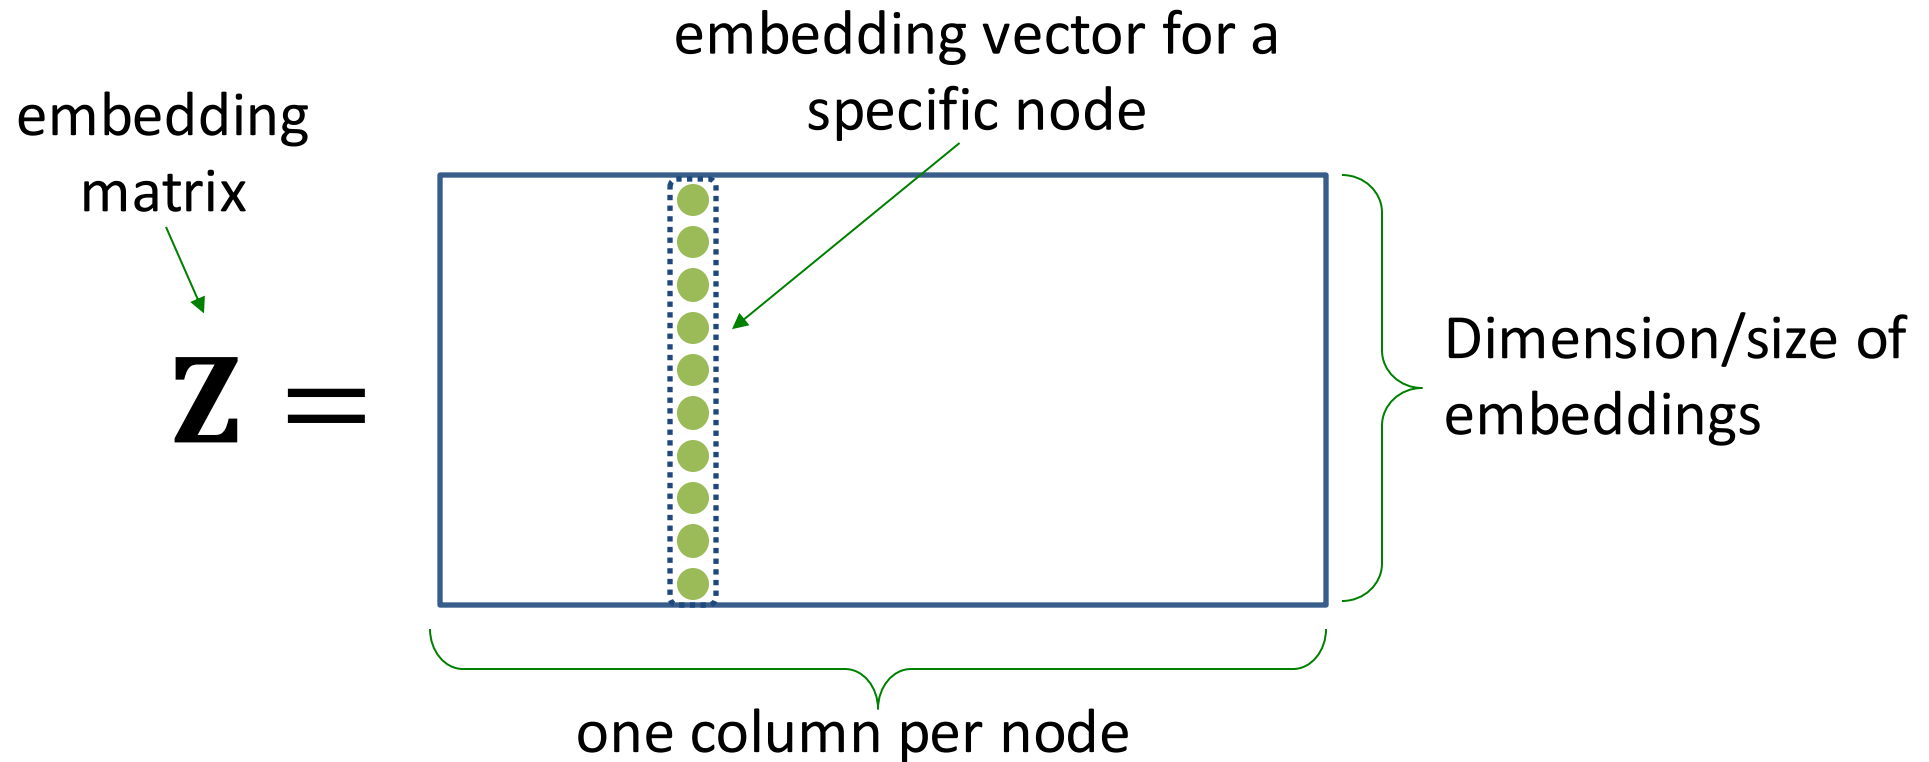 embedding vector for a
specific node
embedding
matrix
Z =
Dimension/size of
embeddings
one column per node